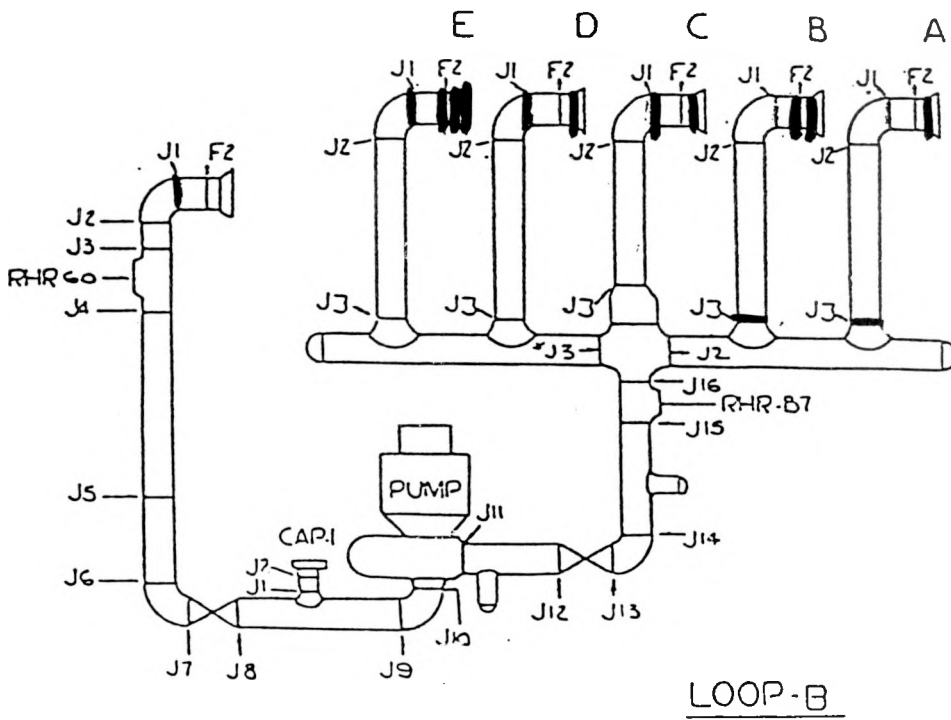 E D C B A
J1 F2 J1 F2 J1 F2 J1 F2 J1 F2
J2 J2 J2 J2 J2
J1 F2
J2
J3
RHR 60
J4
J3 J3 J3 J3 J3
*J3 J2
J16
RHR-B7
J15
J5
PUMP
J11
J14
CAP-1
J2
J1
J6
J12 J13
J10
J7 J8 J9
LOOP-B